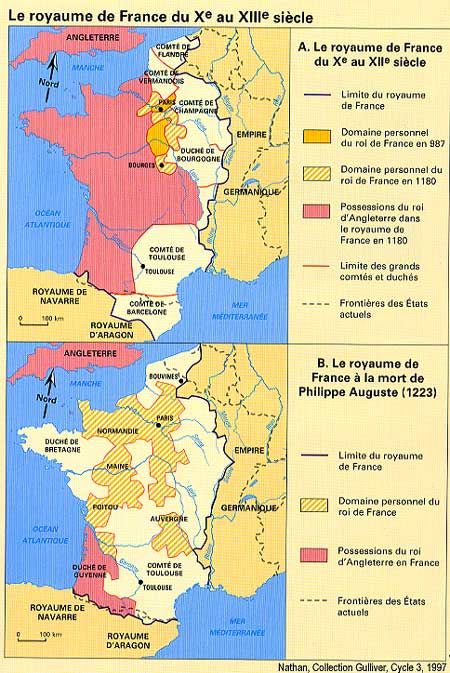 Le royaume de France du Xe au XIIIe siècle
ANGLETERRE
MANCHE
Nord
COMTÉ DE
FLANDRE
COMTÉ DE
VERMANDOIS
PARIS
COMTÉ DE
CHAMPAGNE
EMPIRE
DUCHÉ DE
BOURGOGNE
BOURGES
GERMANIQUE
OCÉAN
ATLANTIQUE
COMTÉ DE
TOULOUSE
TOULOUSE
ROYAUME DE
NAVARRE
COMTÉ DE
BARCELONE
MER
MÉDITERRANÉE
0 100 km
ROYAUME
D'ARAGON
A. Le royaume de France
du Xe au XIIe siècle
Limite du royaume
de France
Domaine personnel
du roi de France en 987
Domaine personnel du
roi de France en 1180
Possessions du roi
d'Angleterre dans
le royaume de
France en 1180
Limite des grands
comtés et duchés
Frontières des États
actuels
ANGLETERRE
MANCHE
Nord
BOUVINES
PARIS
NORMANDIE
DUCHÉ DE
BRETAGNE
MAINE
EMPIRE
POITOU
GERMANIQUE
AUVERGNE
OCÉAN
ATLANTIQUE
DUCHÉ DE
GUYENNE
Garonne
COMTÉ DE
TOULOUSE
TOULOUSE
ROYAUME DE
NAVARRE
MER
MÉDITERRANÉE
0 100 km
ROYAUME
D'ARAGON
B. Le royaume de
France à la mort de
Philippe Auguste (1223)
Limite du royaume
de France
Domaine personnel du
roi de France
Possessions du roi
d'Angleterre en France
Frontières des États
actuels
Nathan, Collection Gulliver, Cycle 3, 1997